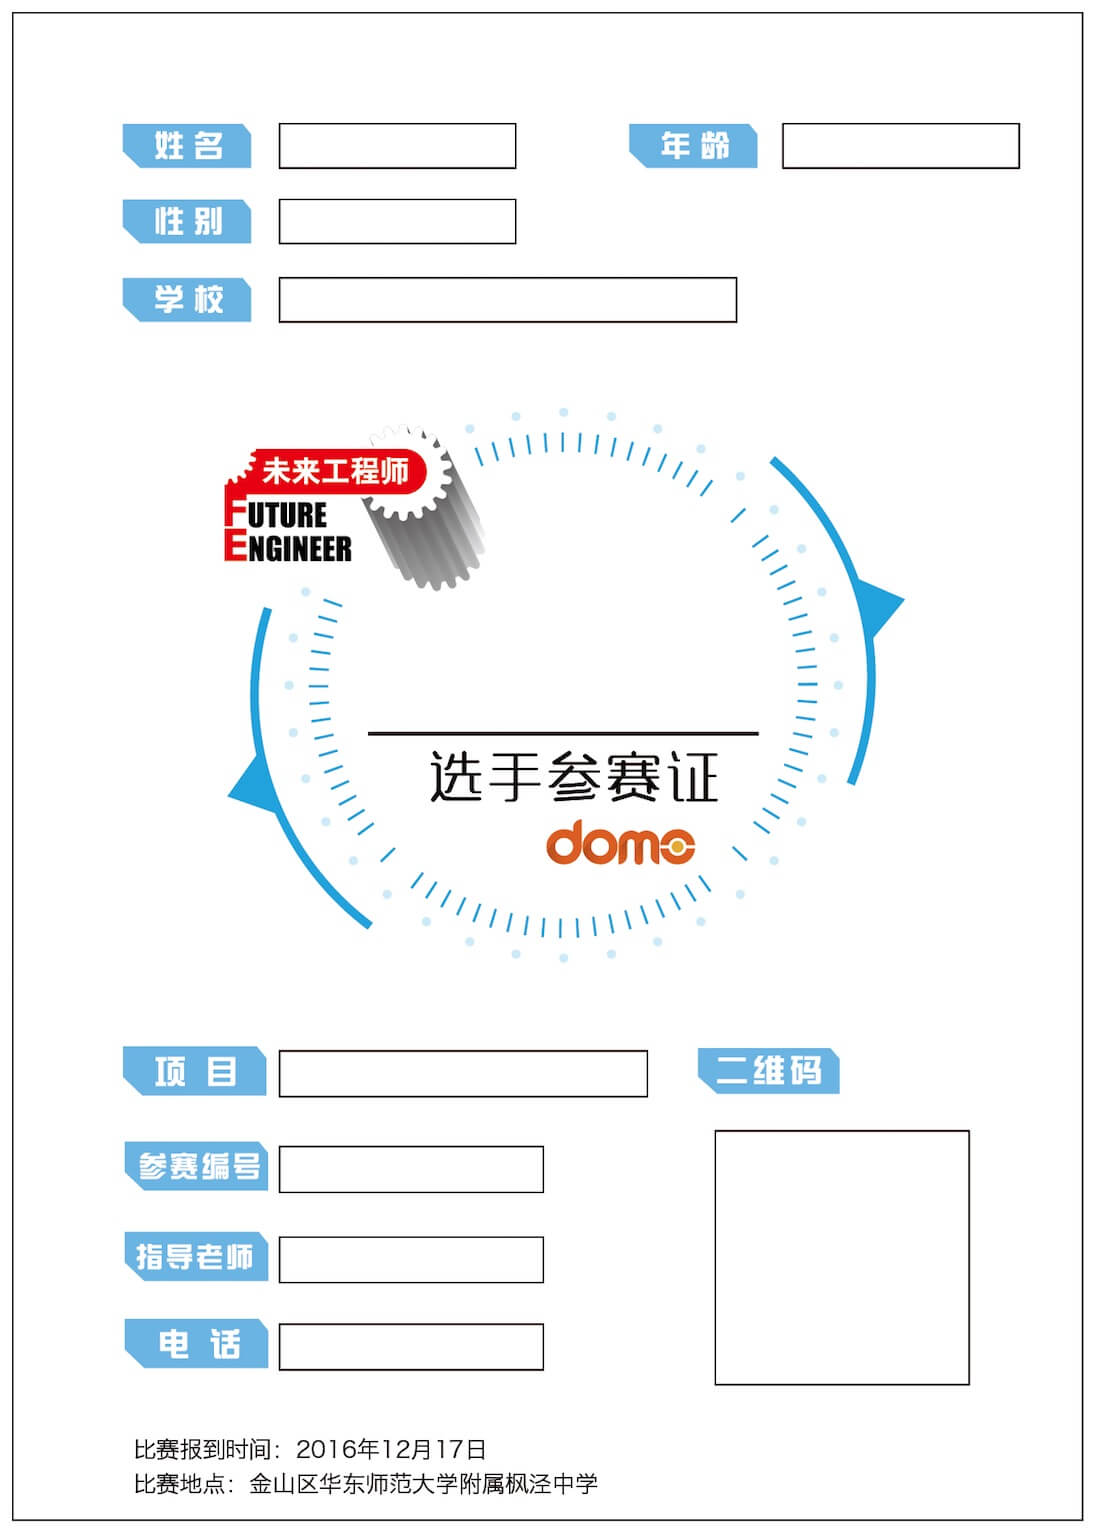 姓名
年龄
性别
学校
未来工程师
FUTURE
ENGINEER
选手参赛证
domo
项目
二维码
参赛编号
指导老师
电话
比赛报到时间：2016年12月17日
比赛地点：金山区华东师范大学附属枫泾中学